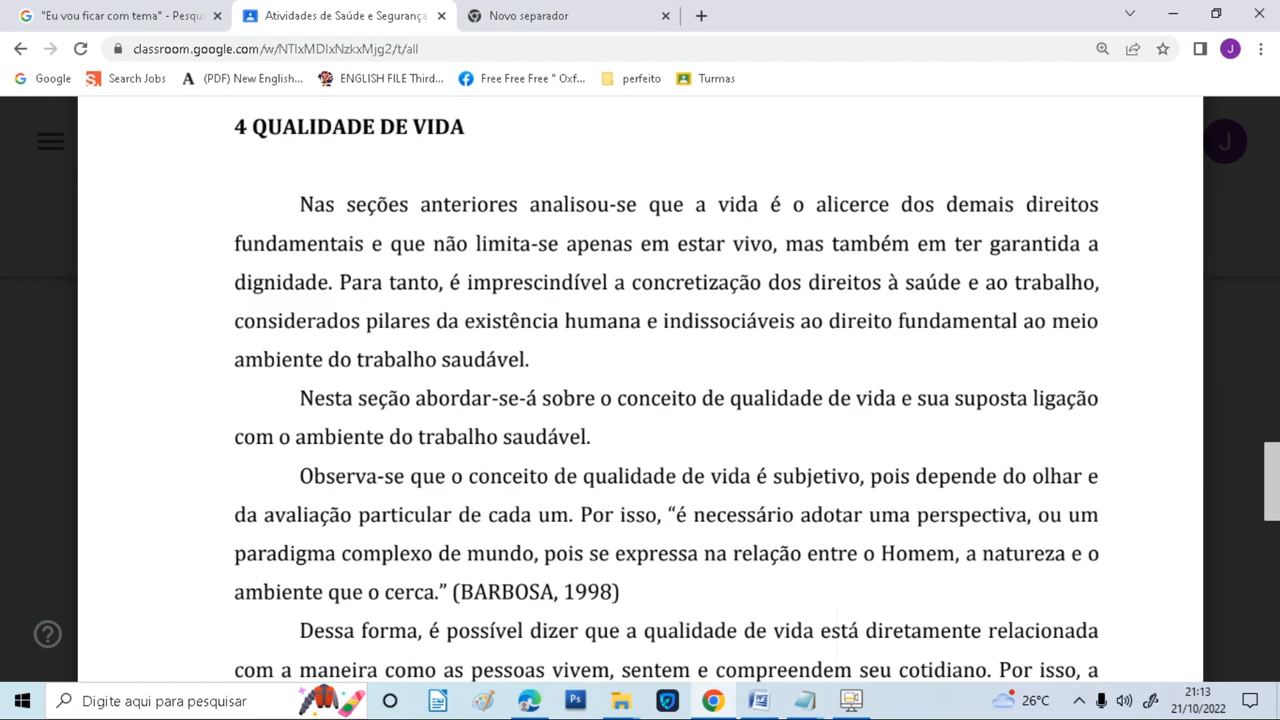 "Eu vou ficar com tema" - Pesqu
Atividades de Saúde e Segurança
Novo separador
classroom.google.com/w/NTIxMDIxNzkxMjg2/t/all
J
Google
Search Jobs
(PDF) New English...
ENGLISH FILE Third...
Free Free Free " Oxf...
perfeito
Turmas
J
4 QUALIDADE DE VIDA
Nas seções anteriores analisou-se que a vida é o alicerce dos demais direitos
fundamentais e que não limita-se apenas em estar vivo, mas também em ter garantida a
dignidade. Para tanto, é imprescindível a concretização dos direitos à saúde e ao trabalho,
considerados pilares da existência humana e indissociáveis ao direito fundamental ao meio
ambiente do trabalho saudável.
Nesta seção abordar-se-á sobre o conceito de qualidade de vida e sua suposta ligação
com o ambiente do trabalho saudável.
Observa-se que o conceito de qualidade de vida é subjetivo, pois depende do olhar e
da avaliação particular de cada um. Por isso, “é necessário adotar uma perspectiva, ou um
paradigma complexo de mundo, pois se expressa na relação entre o Homem, a natureza e o
ambiente que o cerca.” (BARBOSA, 1998)
Dessa forma, é possível dizer que a qualidade de vida está diretamente relacionada
com a maneira como as pessoas vivem, sentem e compreendem seu cotidiano. Por isso, a
Digite aqui para pesquisar
Ps
26°C
21:13
21/10/2022